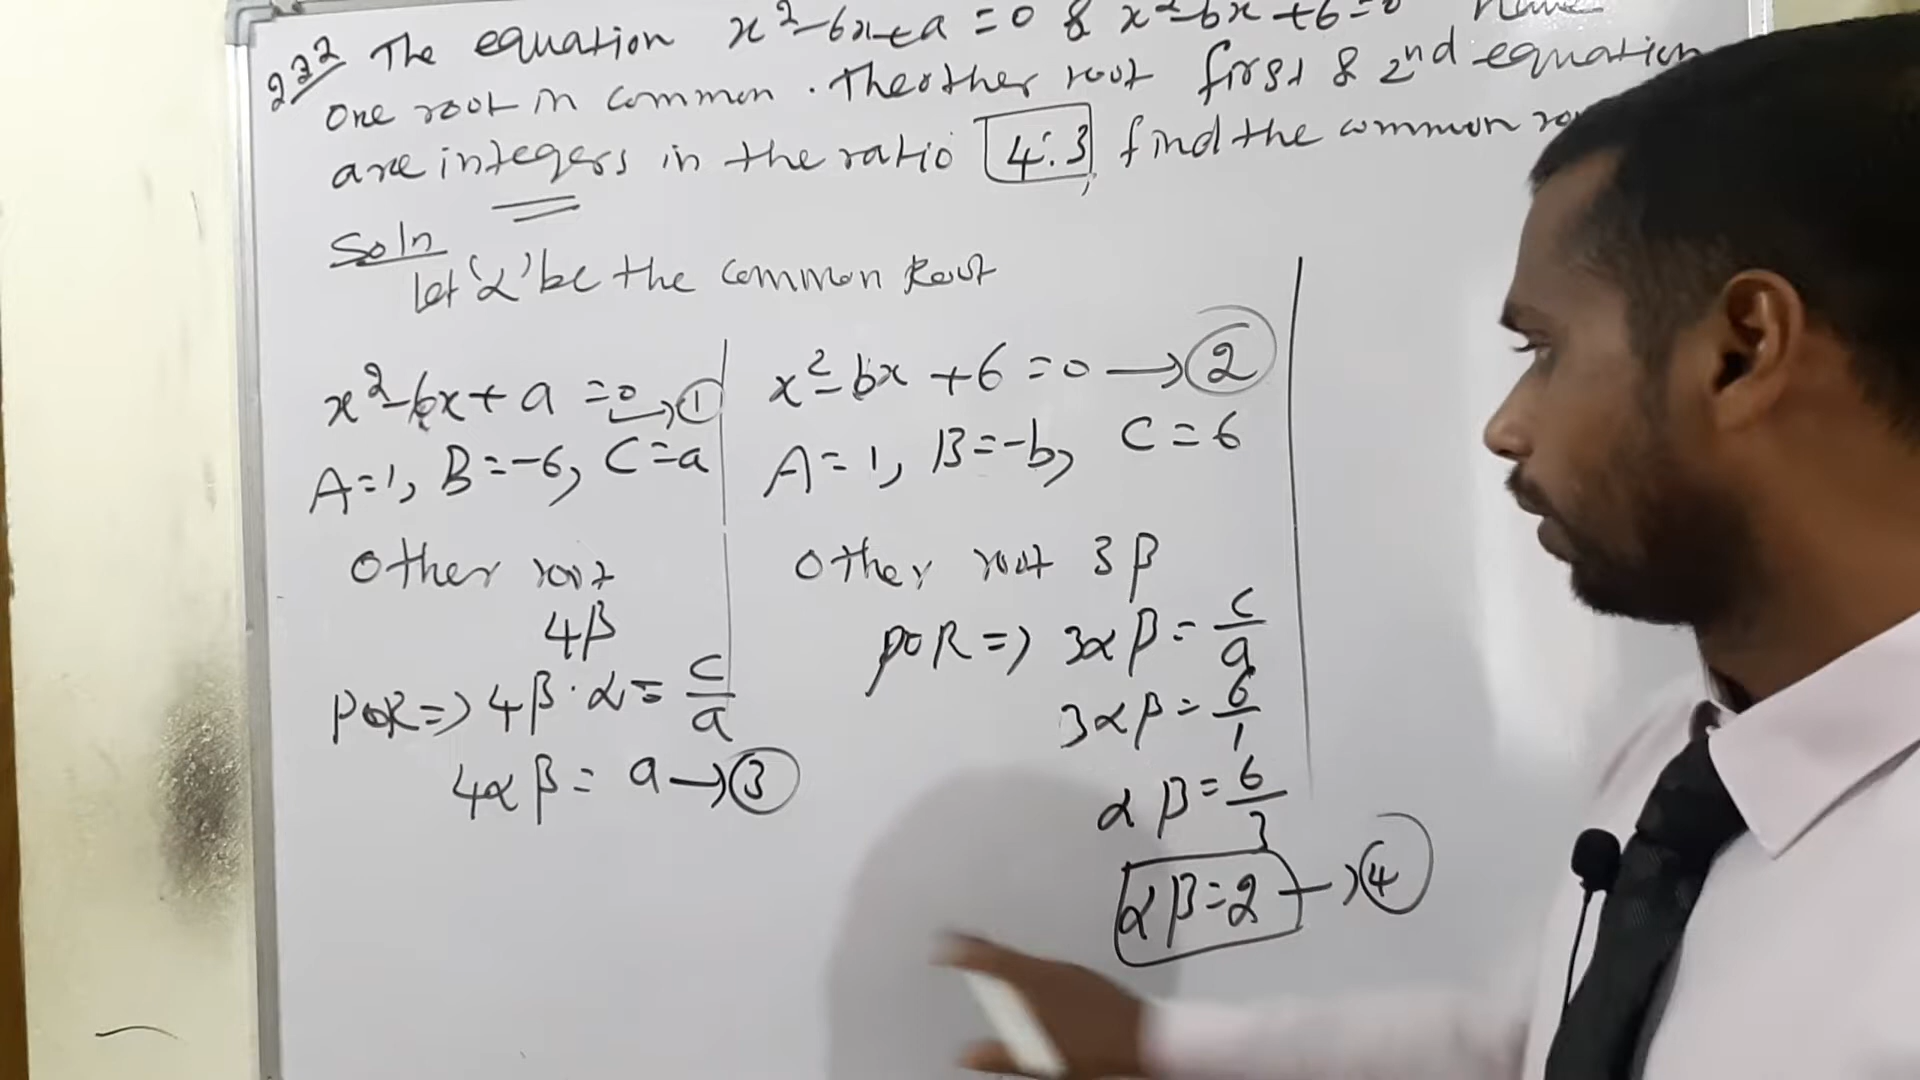 222 The equation x²-6x+a=0 & x²-bx+6=0 have
one root in common. The other root first & 2nd equation
are integers in the ratio 4:3, find the common
Soln
Let 'α' be the common Root
x²-6x+a=0→①
A=1, B=-6, C=a
Other root
4β
POR=> 4β·α=c/a
4αβ=a→③
x²-bx+6=0→②
A=1, B=-b, C=6
Other root 3β
POR=> 3αβ=c/a
3αβ=6/1
αβ=6/3
αβ=2→④